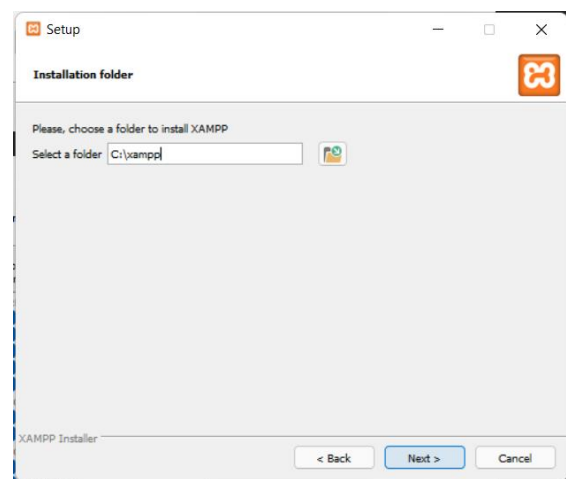 Setup
Installation folder
Please, choose a folder to install XAMPP
Select a folder C:\xampp
XAMPP Installer
< Back Next > Cancel